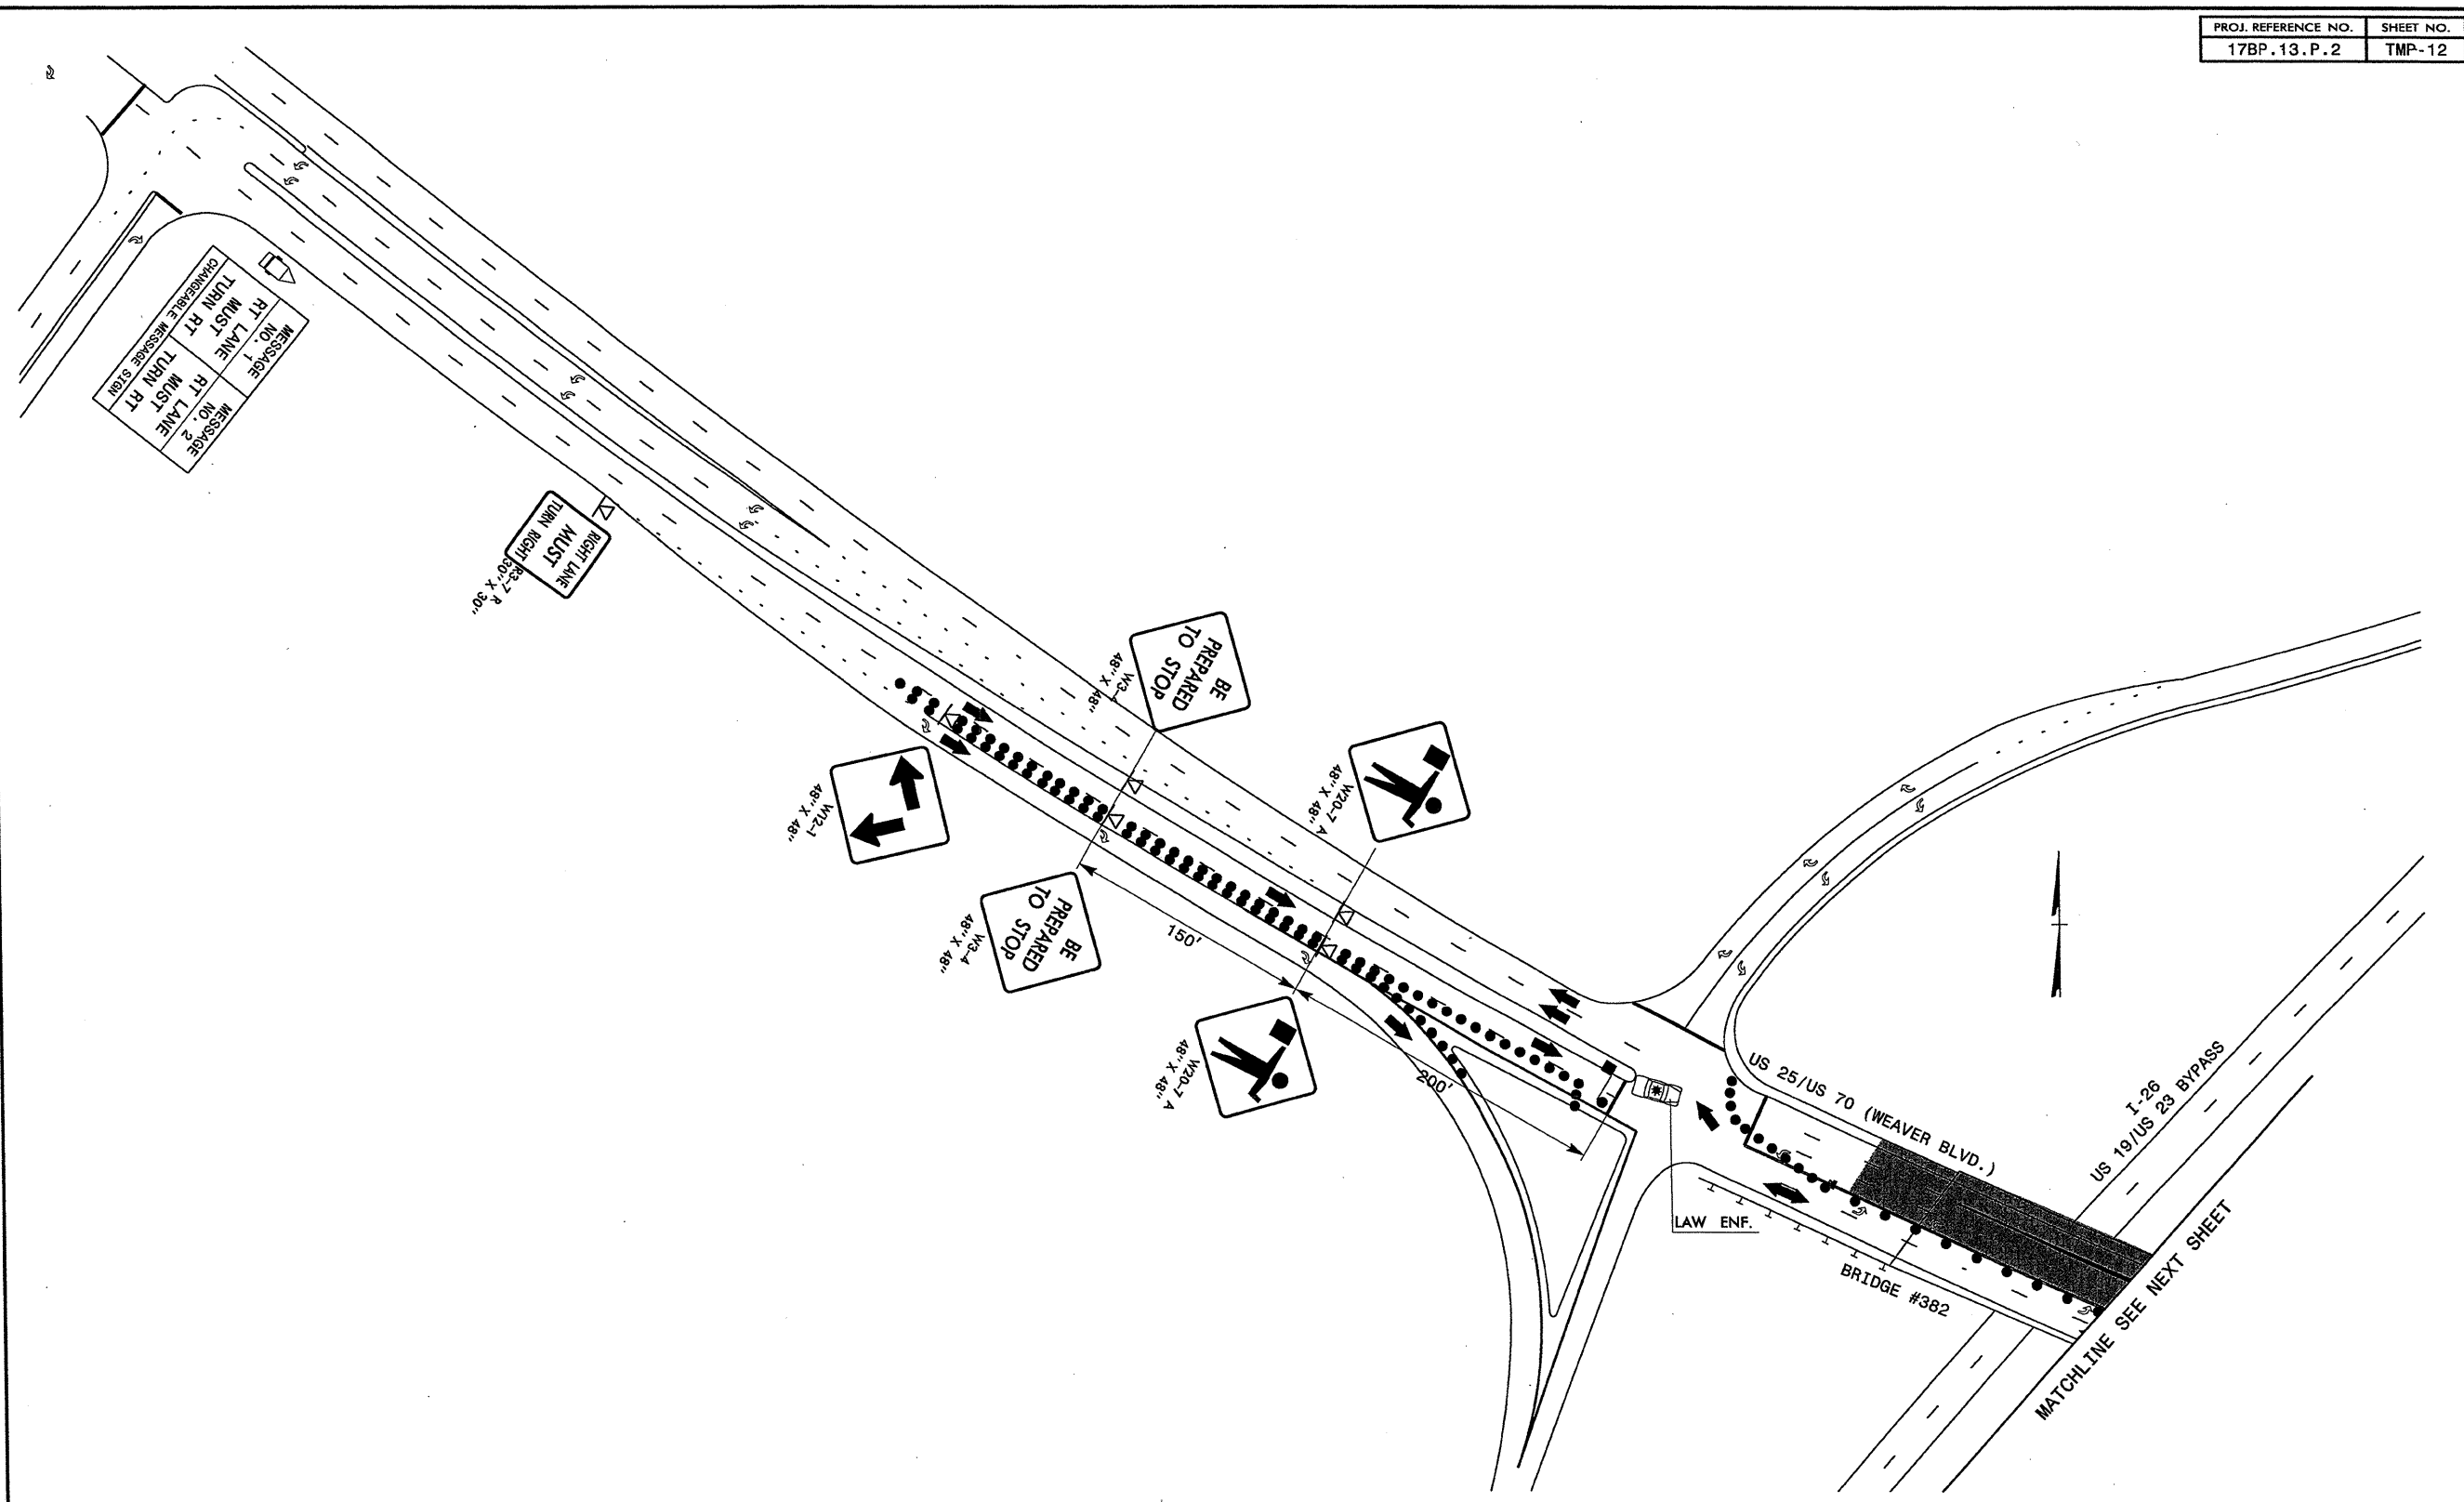 PROJ. REFERENCE NO. SHEET NO.
17BP.13.P.2 TMP-12
MESSAGE NO. 1
RT LANE
MUST
TURN RT
MESSAGE NO. 2
RT LANE
MUST
TURN RT
CHANGEABLE MESSAGE SIGN
RIGHT LANE
MUST
TURN RIGHT
R3-7 R
30" X 30"
BE
PREPARED
TO STOP
W3-4
48" X 48"
W20-7 A
48" X 48"
W12-1
48" X 48"
BE
PREPARED
TO STOP
W3-4
48" X 48"
150'
W20-7 A
48" X 48"
200'
US 25/US 70 (WEAVER BLVD.)
I-26
US 19/US 23 BYPASS
LAW ENF.
BRIDGE #382
MATCHLINE SEE NEXT SHEET